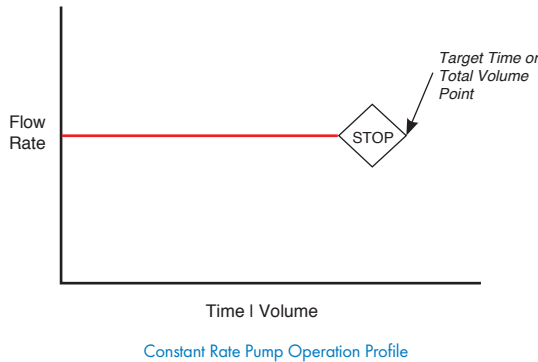 Target Time or
Total Volume
Point
Flow
Rate
STOP
Time | Volume
Constant Rate Pump Operation Profile